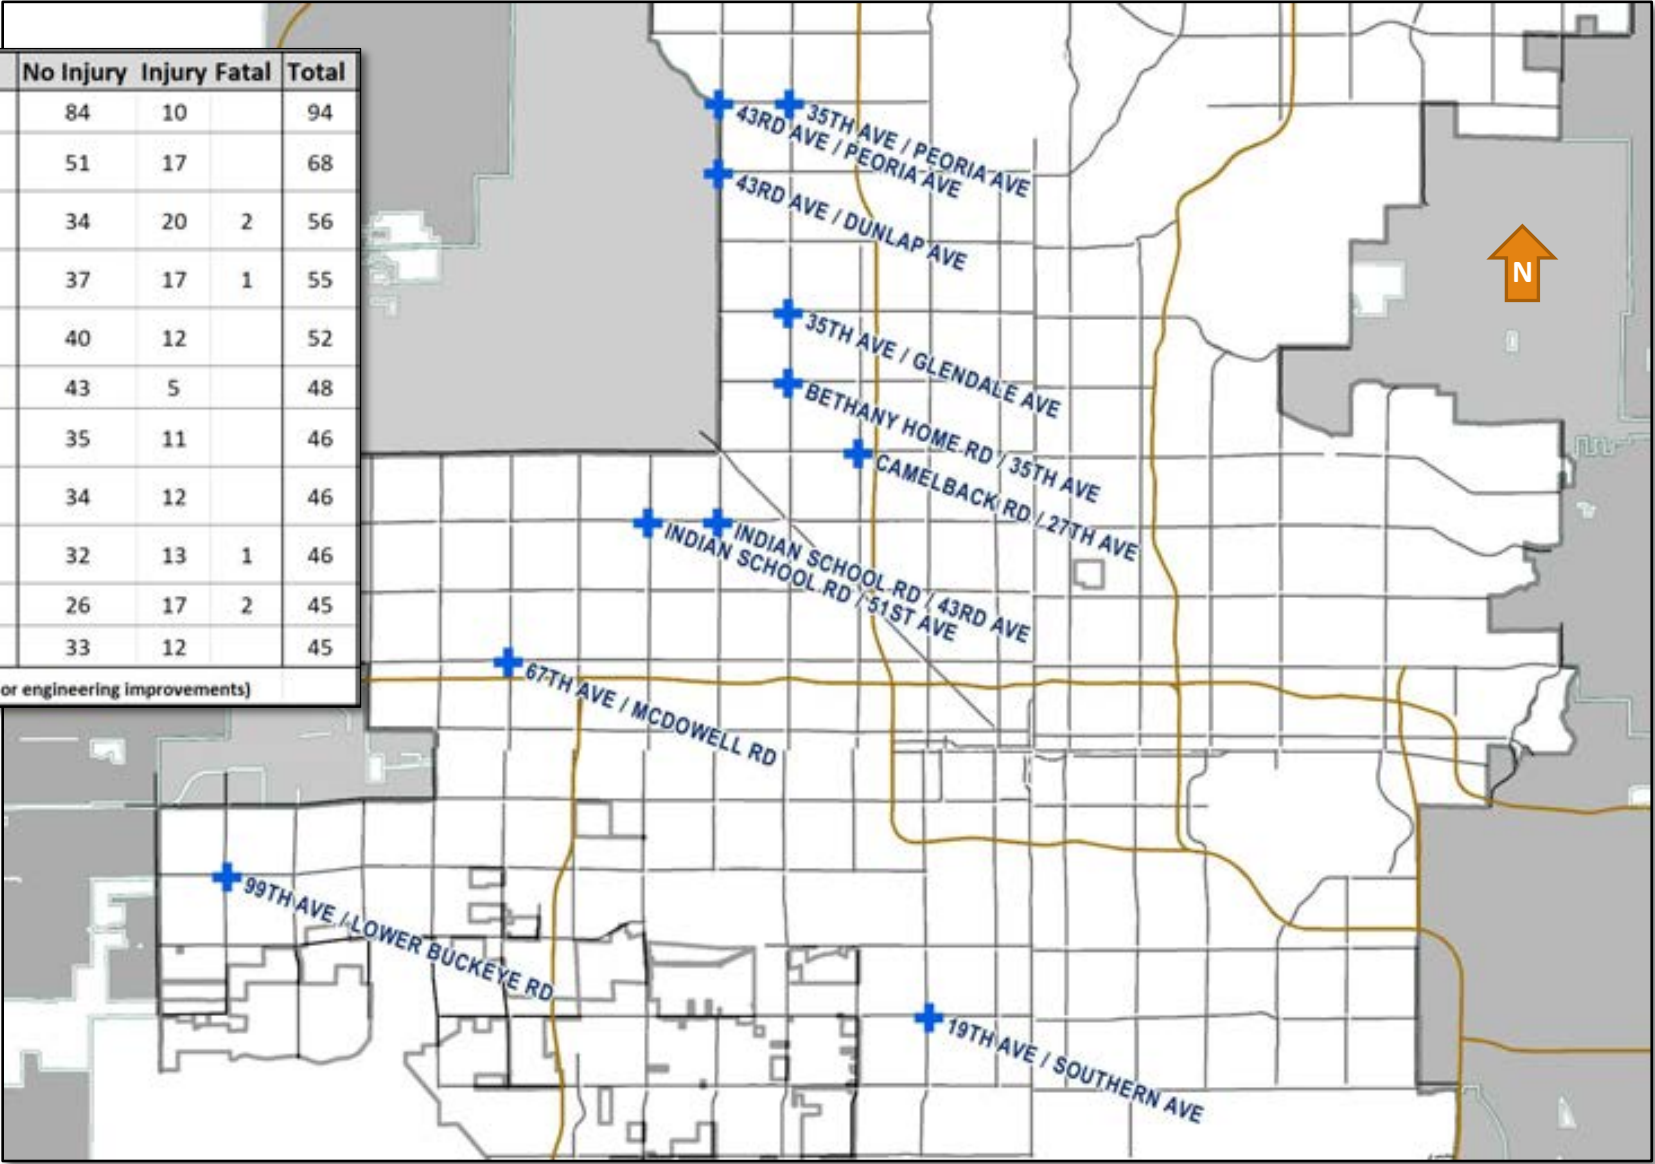 No Injury Injury Fatal Total
84 10 94
51 17 68
34 20 2 56
37 17 1 55
40 12 52
43 5 48
35 11 46
34 12 46
32 13 1 46
26 17 2 45
33 12 45
or engineering improvements)
35TH AVE / PEORIA AVE
43RD AVE / PEORIA AVE
43RD AVE / DUNLAP AVE
N
35TH AVE / GLENDALE AVE
BETHANY HOME RD / 35TH AVE
CAMELBACK RD / 27TH AVE
INDIAN SCHOOL RD / 43RD AVE
INDIAN SCHOOL RD / 51ST AVE
67TH AVE / MCDOWELL RD
99TH AVE / LOWER BUCKEYE RD
19TH AVE / SOUTHERN AVE